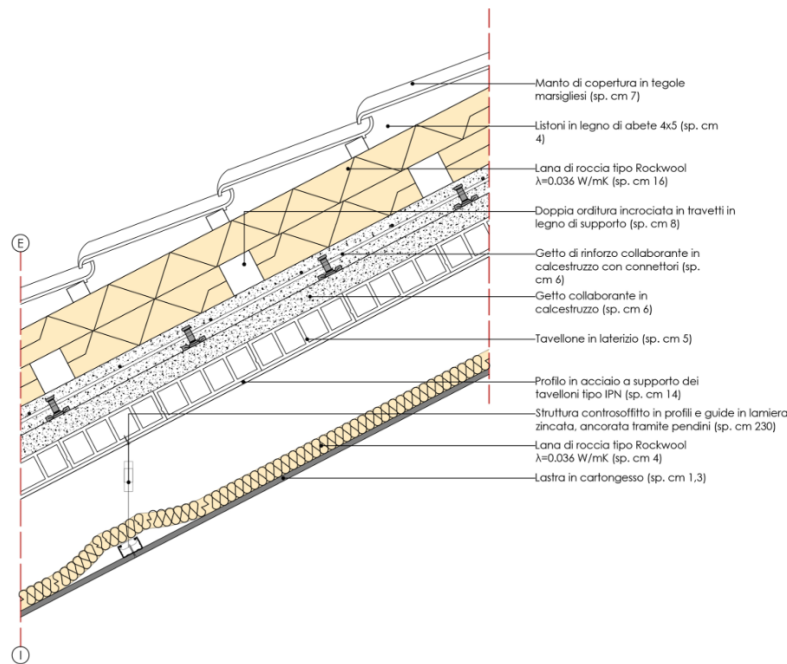 Manto di copertura in tegole
marsigliesi (sp. cm 7)
Listoni in legno di abete 4x5 (sp. cm
4)
Lana di roccia tipo Rockwool
λ=0.036 W/mK (sp. cm 16)
Doppia orditura incrociata in travetti in
legno di supporto (sp. cm 8)
E
Getto di rinforzo collaborante in
calcestruzzo con connettori (sp.
cm 6)
Getto collaborante in
calcestruzzo (sp. cm 6)
Tavellone in laterizio (sp. cm 5)
Profilo in acciaio a supporto dei
tavelloni tipo IPN (sp. cm 14)
Struttura controsoffitto in profili e guide in lamiera
zincata, ancorata tramite pendini (sp. cm 230)
Lana di roccia tipo Rockwool
λ=0.036 W/mK (sp. cm 4)
Lastra in cartongesso (sp. cm 1,3)
I